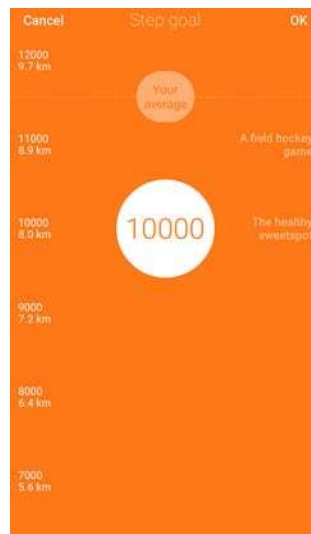 Cancel Step goal OK
12000
9.7 km
Your
average
11000
8.9 km
A field hockey
game
10000
8.0 km
10000
The healthy
sweetspot
9000
7.2 km
8000
6.4 km
7000
5.6 km